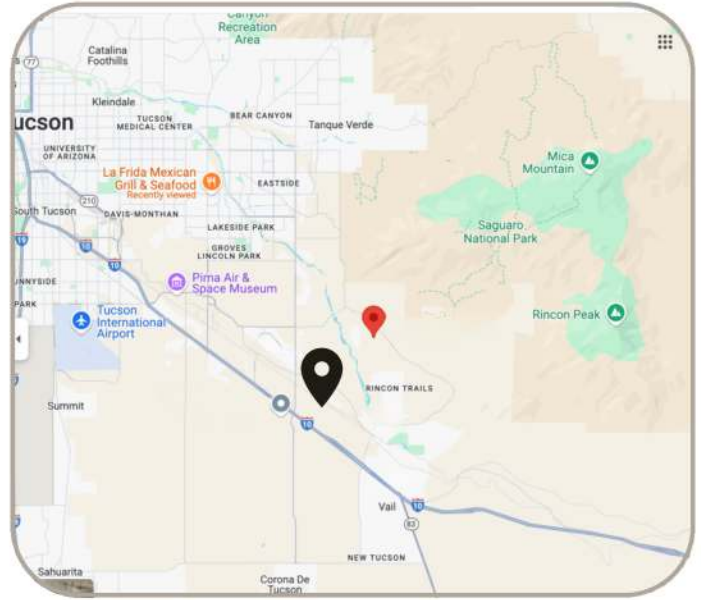 Canyon
Recreation
Area
Catalina
Foothills
77
Kleindale
ucson
TUCSON
MEDICAL CENTER
BEAR CANYON
Tanque Verde
UNIVERSITY
OF ARIZONA
Mica
Mountain
La Frida Mexican
Grill & Seafood
Recently viewed
EASTSIDE
210
South Tucson
DAVIS-MONTHAN
LAKESIDE PARK
Saguaro
National Park
19
10
GROVES
LINCOLN PARK
10
UNNYSIDE
Pima Air &
Space Museum
PARK
Tucson
International
Airport
Rincon Peak
RINCON TRAILS
Summit
10
Vail
10
83
NEW TUCSON
Sahuarita
Corona De
Tucson